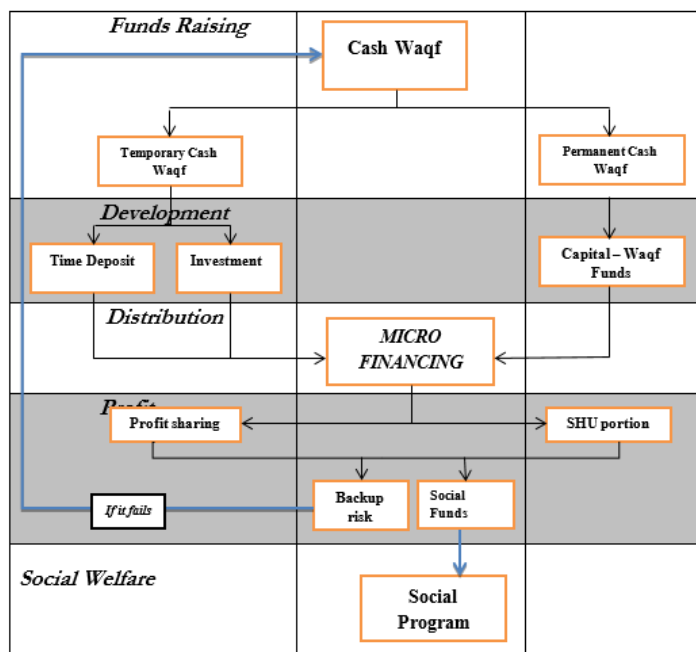 Funds Raising
Cash Waqf
Temporary Cash
Waqf
Permanent Cash
Waqf
Development
Time Deposit
Investment
Capital – Waqf
Funds
Distribution
MICRO
FINANCING
Profit
Profit sharing
SHU portion
If it fails
Backup
risk
Social
Funds
Social Welfare
Social
Program